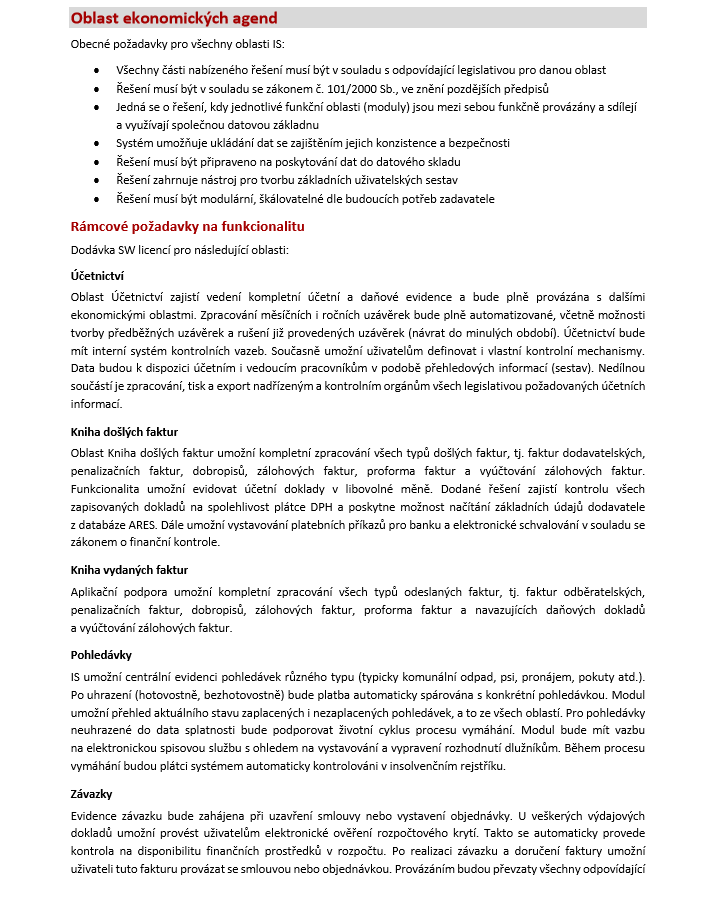 Oblast ekonomických agend
Obecné požadavky pro všechny oblasti IS:
• Všechny části nabízeného řešení musí být v souladu s odpovídající legislativou pro danou oblast
• Řešení musí být v souladu se zákonem č. 101/2000 Sb., ve znění pozdějších předpisů
• Jedná se o řešení, kdy jednotlivé funkční oblasti (moduly) jsou mezi sebou funkčně provázány a sdílejí
a využívají společnou datovou základnu
• Systém umožňuje ukládání dat se zajištěním jejich konzistence a bezpečnosti
• Řešení musí být připraveno na poskytování dat do datového skladu
• Řešení zahrnuje nástroj pro tvorbu základních uživatelských sestav
• Řešení musí být modulární, škálovatelné dle budoucích potřeb zadavatele
Rámcové požadavky na funkcionalitu
Dodávka SW licencí pro následující oblasti:
Účetnictví
Oblast Účetnictví zajistí vedení kompletní účetní a daňové evidence a bude plně provázána s dalšími
ekonomickými oblastmi. Zpracování měsíčních i ročních uzávěrek bude plně automatizované, včetně možnosti
tvorby předběžných uzávěrek a rušení již provedených uzávěrek (návrat do minulých období). Účetnictví bude
mít interní systém kontrolních vazeb. Současně umožní uživatelům definovat i vlastní kontrolní mechanismy.
Data budou k dispozici účetním i vedoucím pracovníkům v podobě přehledových informací (sestav). Nedílnou
součástí je zpracování, tisk a export nadřízeným a kontrolním orgánům všech legislativou požadovaných účetních
informací.
Kniha došlých faktur
Oblast Kniha došlých faktur umožní kompletní zpracování všech typů došlých faktur, tj. faktur dodavatelských,
penalizačních faktur, dobropisů, zálohových faktur, proforma faktur a vyúčtování zálohových faktur.
Funkcionalita umožní evidovat účetní doklady v libovolné měně. Dodané řešení zajistí kontrolu všech
zapisovaných dokladů na spolehlivost plátce DPH a poskytne možnost načítání základních údajů dodavatele
z databáze ARES. Dále umožní vystavování platebních příkazů pro banku a elektronické schvalování v souladu se
zákonem o finanční kontrole.
Kniha vydaných faktur
Aplikační podpora umožní kompletní zpracování všech typů odeslaných faktur, tj. faktur odběratelských,
penalizačních faktur, dobropisů, zálohových faktur, proforma faktur a navazujících daňových dokladů
a vyúčtování zálohových faktur.
Pohledávky
IS umožní centrální evidenci pohledávek různého typu (typicky komunální odpad, psi, pronájem, pokuty atd.).
Po uhrazení (hotovostně, bezhotovostně) bude platba automaticky spárována s konkrétní pohledávkou. Modul
umožní přehled aktuálního stavu zaplacených i nezaplacených pohledávek, a to ze všech oblastí. Pro pohledávky
neuhrazené do data splatnosti bude podporovat životní cyklus procesu vymáhání. Modul bude mít vazbu
na elektronickou spisovou službu s ohledem na vystavování a vypravení rozhodnutí dlužníkům. Během procesu
vymáhání budou plátci systémem automaticky kontrolováni v insolvenčním rejstříku.
Závazky
Evidence závazku bude zahájena při uzavření smlouvy nebo vystavení objednávky. U veškerých výdajových
dokladů umožní provést uživatelům elektronické ověření rozpočtového krytí. Takto se automaticky provede
kontrola na disponibilitu finančních prostředků v rozpočtu. Po realizaci závazku a doručení faktury umožní
uživateli tuto fakturu provázat se smlouvou nebo objednávkou. Provázáním budou převzaty všechny odpovídající